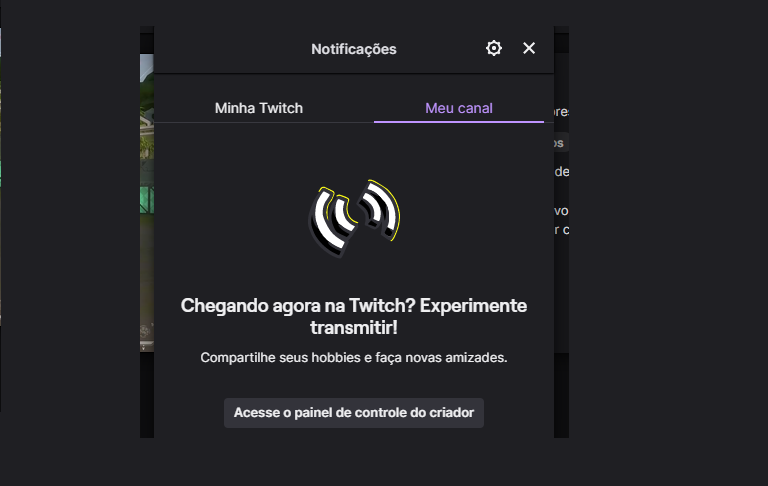 Notificações
Minha Twitch
Meu canal
Chegando agora na Twitch? Experimente
transmitir!
Compartilhe seus hobbies e faça novas amizades.
Acesse o painel de controle do criador